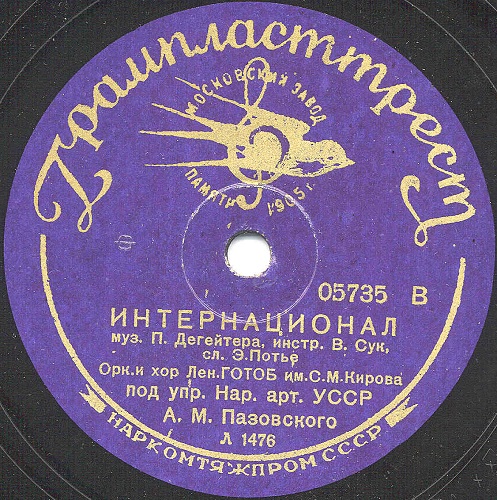 Грампласттрест
МОСКОВСКИЙ ЗАВОД
ПАМЯТИ 1905 г.
05735 В
ИНТЕРНАЦИОНАЛ
муз. П. Дегейтера, инстр. В. Сук,
сл. Э. Потье
Орк. и хор Лен. ГОТОБ им. С. М. Кирова
под упр. Нар. арт. УССР
А. М. Пазовского
Л 1476
НАРКОМТЯЖПРОМ СССР